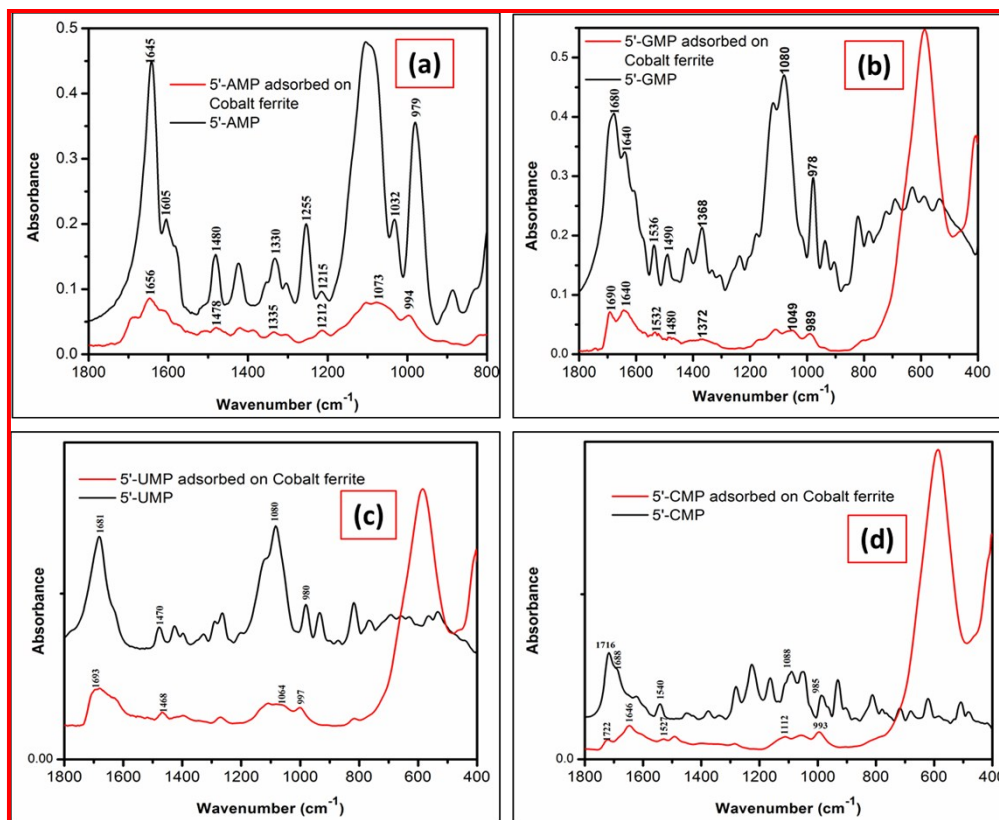 (a)
5'-AMP adsorbed on
Cobalt ferrite
5'-AMP
1645
1605
1480
1330
1255
1215
1032
979
1656
1478
1335
1212
1073
994
0.5
0.4
0.3
0.2
0.1
0.0
Absorbance
1800 1600 1400 1200 1000 800
Wavenumber (cm-1)
(b)
5'-GMP adsorbed on
Cobalt ferrite
5'-GMP
1680
1640
1536
1490
1368
1080
978
1690
1640
1532
1480
1372
1049
989
0.5
0.4
0.3
0.2
0.1
0.0
Absorbance
1800 1600 1400 1200 1000 800 600 400
Wavenumber (cm-1)
(c)
5'-UMP adsorbed on Cobalt ferrite
5'-UMP
1681
1470
1080
980
1693
1468
1064
997
0.00
Absorbance
1800 1600 1400 1200 1000 800 600 400
Wavenumber (cm-1)
(d)
5'-CMP adsorbed on Cobalt ferrite
5'-CMP
1716
1688
1540
1088
985
1722
1646
1527
1112
993
0.00
Absorbance
1800 1600 1400 1200 1000 800 600 400
Wavenumber (cm-1)